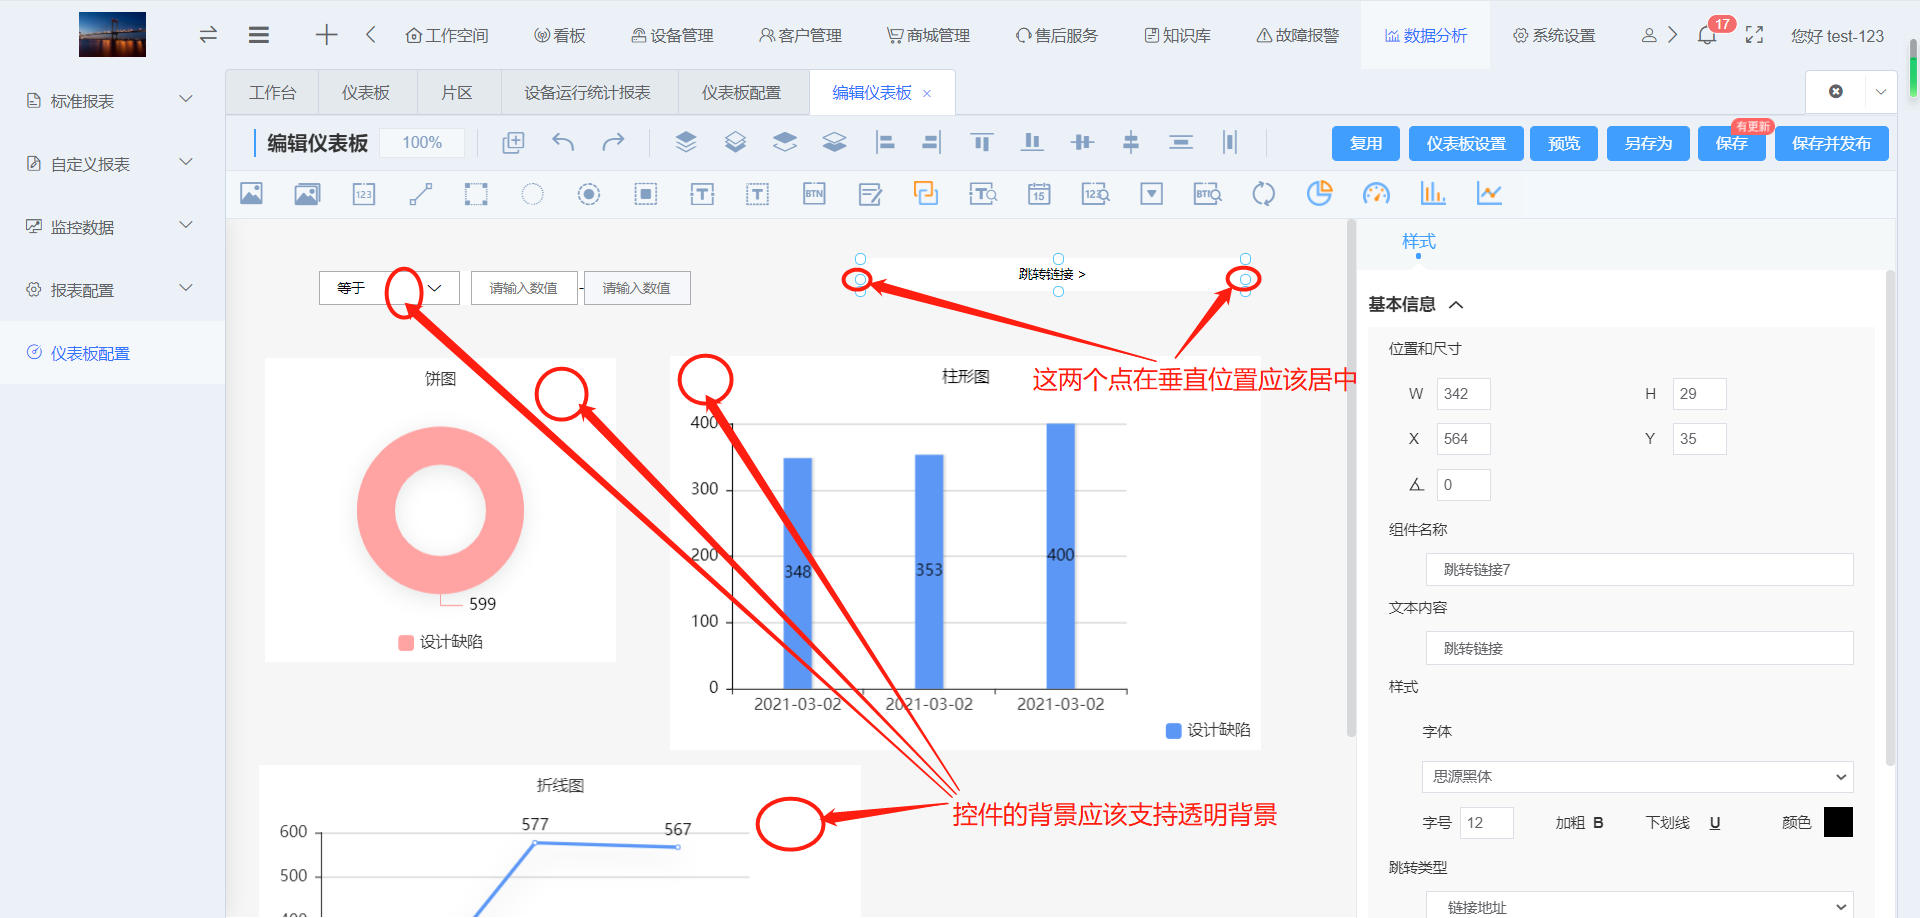 工作空间
看板
设备管理
客户管理
商城管理
售后服务
知识库
故障报警
数据分析
系统设置
17
您好 test-123
标准报表
自定义报表
监控数据
报表配置
仪表板配置
工作台
仪表板
片区
设备运行统计报表
仪表板配置
编辑仪表板 ×
编辑仪表板
100%
复用
仪表板设置
预览
另存为
保存
有更新
保存并发布
123
T
T
BTN
T
15
123
BTN
等于
请输入数值
-
请输入数值
跳转链接 >
这两个点在垂直位置应该居中
饼图
599
设计缺陷
柱形图
400
300
200
100
0
348
353
400
2021-03-02
2021-03-02
2021-03-02
设计缺陷
控件的背景应该支持透明背景
折线图
600
500
400
577
567
样式
基本信息
位置和尺寸
W 342
H 29
X 564
Y 35
0
组件名称
跳转链接7
文本内容
跳转链接
样式
字体
思源黑体
字号 12
加粗 B
下划线 U
颜色
跳转类型
链接地址